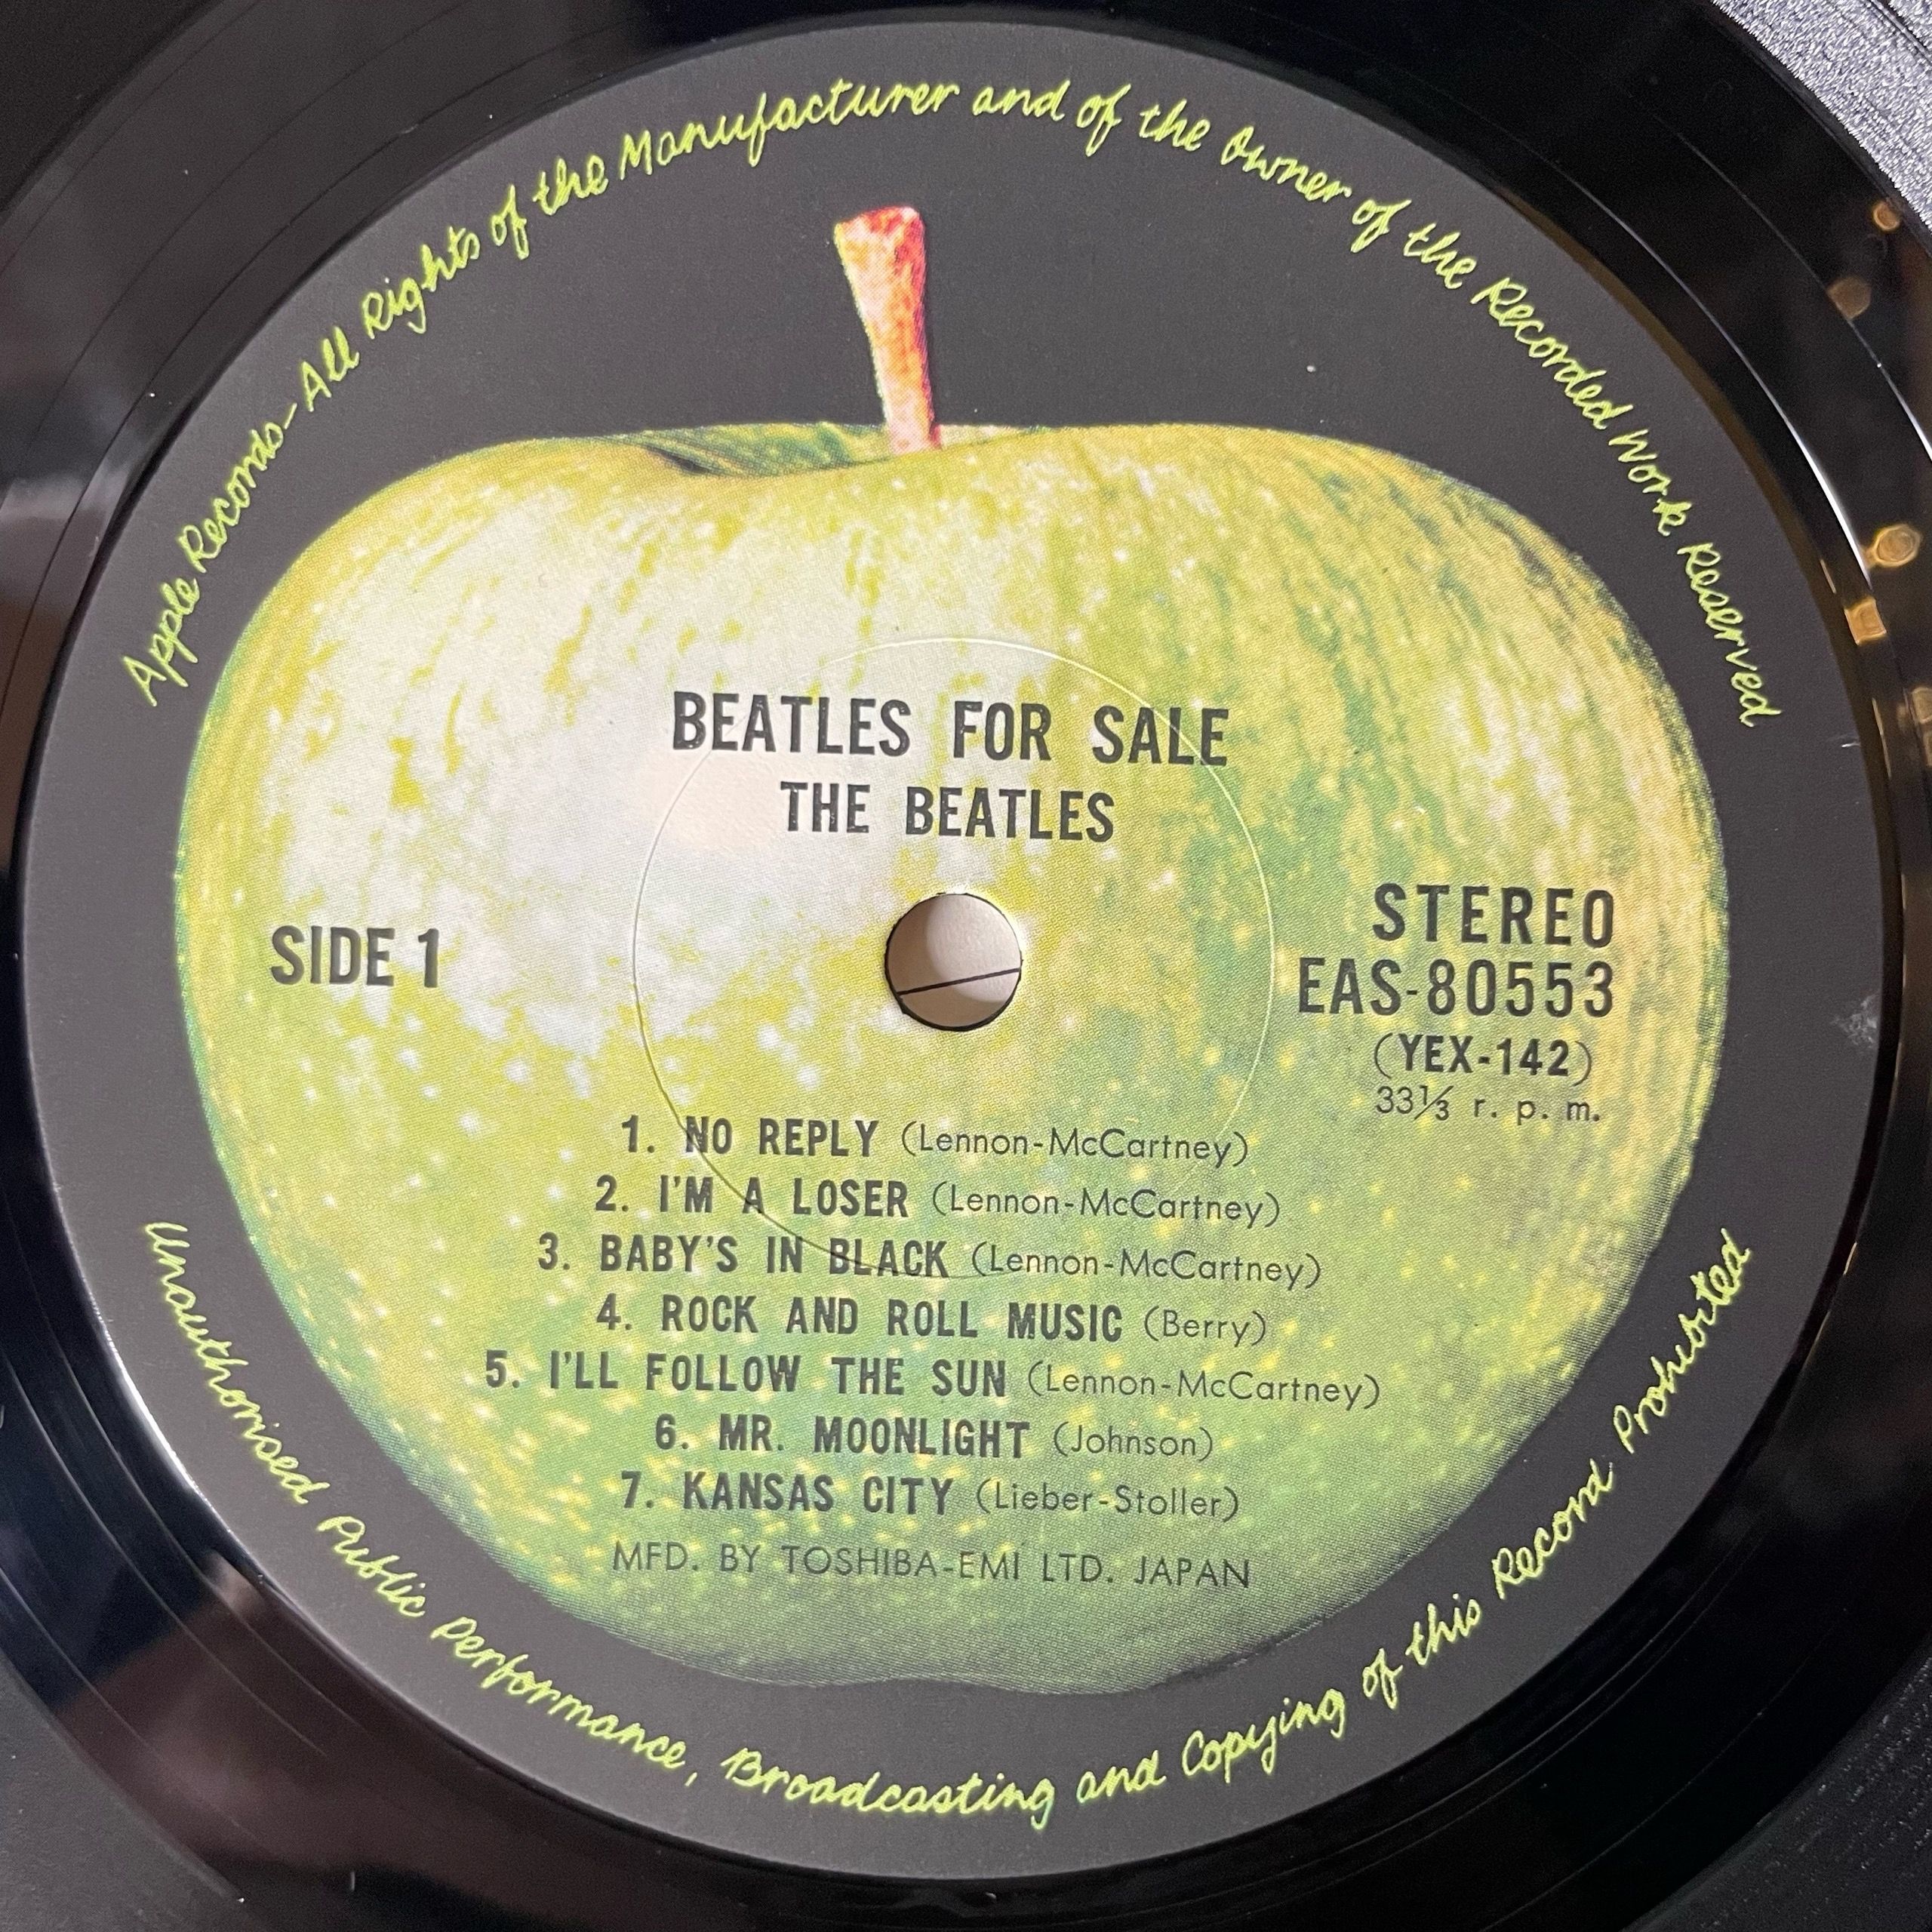 Apple Records-All Rights of the Manufacturer and of the Owner of the Recorded Work Reserved
BEATLES FOR SALE
THE BEATLES
SIDE 1
STEREO
EAS-80553
(YEX-142)
33⅓ r. p. m.
1. NO REPLY (Lennon-McCartney)
2. I'M A LOSER (Lennon-McCartney)
3. BABY'S IN BLACK (Lennon-McCartney)
4. ROCK AND ROLL MUSIC (Berry)
5. I'LL FOLLOW THE SUN (Lennon-McCartney)
6. MR. MOONLIGHT (Johnson)
7. KANSAS CITY (Lieber-Stoller)
MFD. BY TOSHIBA-EMI LTD. JAPAN
Unauthorised Public Performance, Broadcasting and Copying of this Record Prohibited